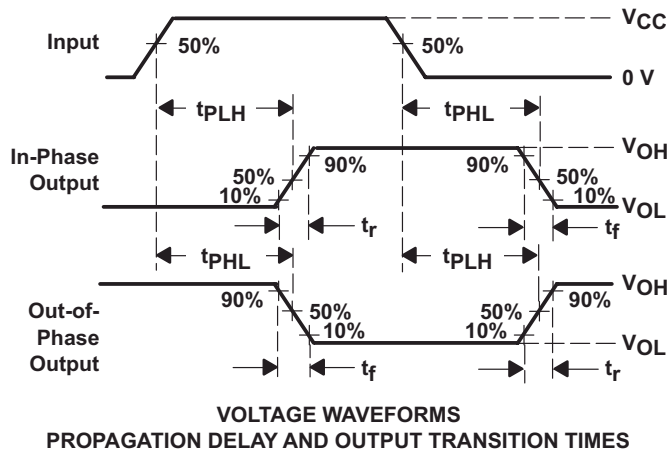 VCC
Input
50%
50%
0 V
tPLH
tPHL
In-Phase
Output
VOH
90%
90%
50%
50%
10%
10%
VOL
tr
tf
tPHL
tPLH
Out-of-
Phase
Output
VOH
90%
90%
50%
50%
10%
10%
VOL
tf
tr
VOLTAGE WAVEFORMS
PROPAGATION DELAY AND OUTPUT TRANSITION TIMES